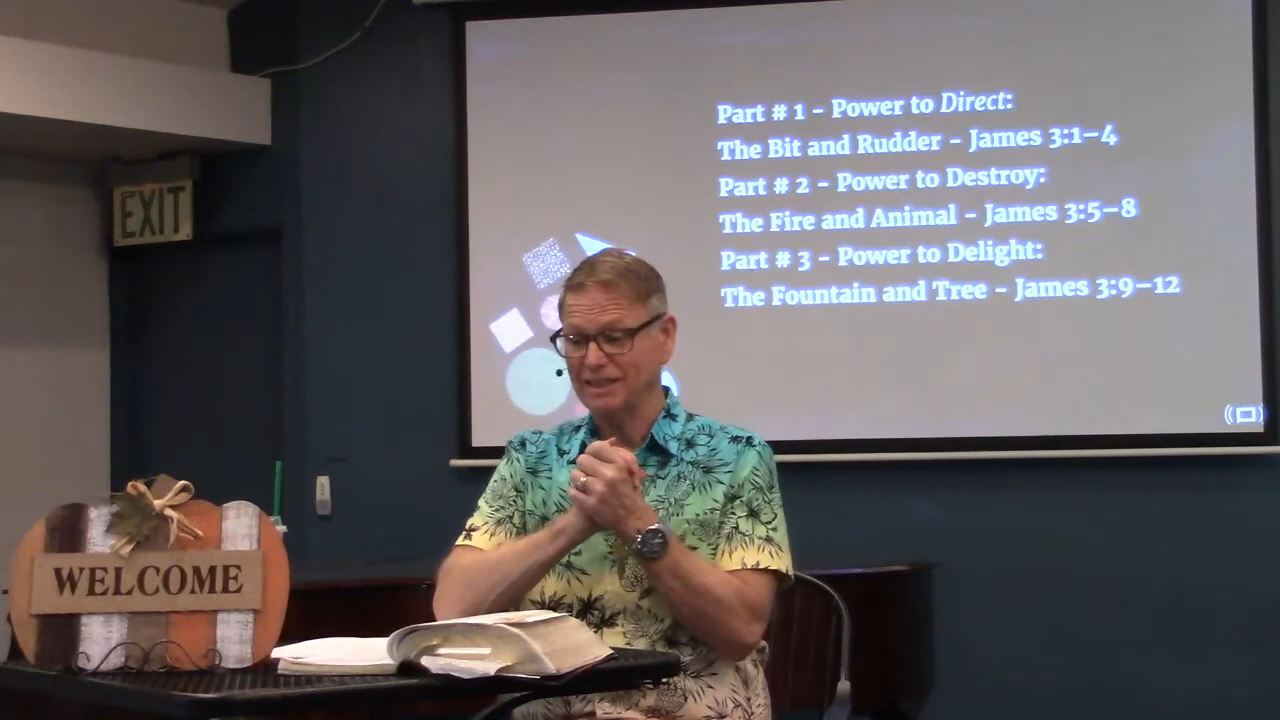 Part # 1 – Power to Direct:
The Bit and Rudder – James 3:1–4
Part # 2 – Power to Destroy:
The Fire and Animal – James 3:5–8
Part # 3 – Power to Delight:
The Fountain and Tree – James 3:9–12
EXIT
WELCOME